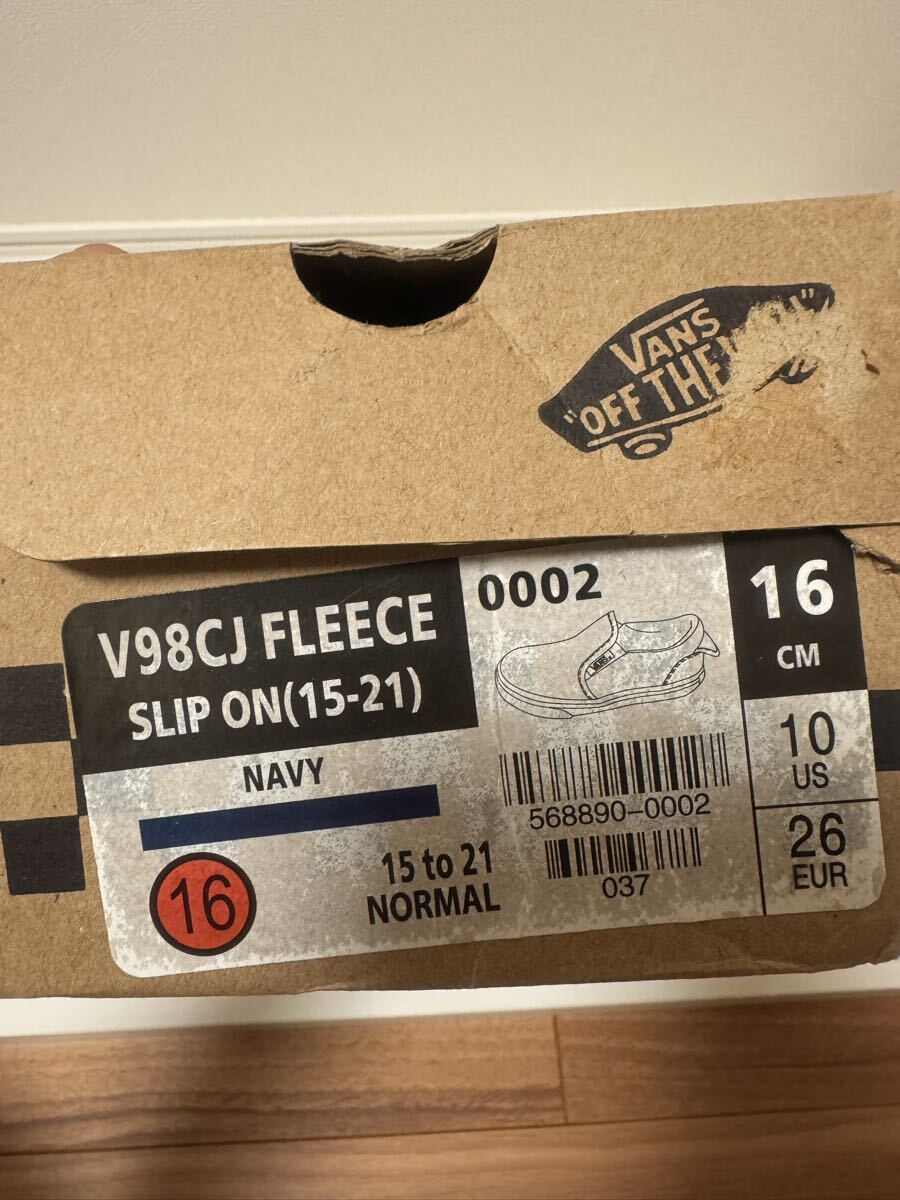 VANS
"OFF THE
V98CJ FLEECE
SLIP ON(15-21)
NAVY
16
15 to 21
NORMAL
0002
VANS
568890-0002
037
16
CM
10
US
26
EUR